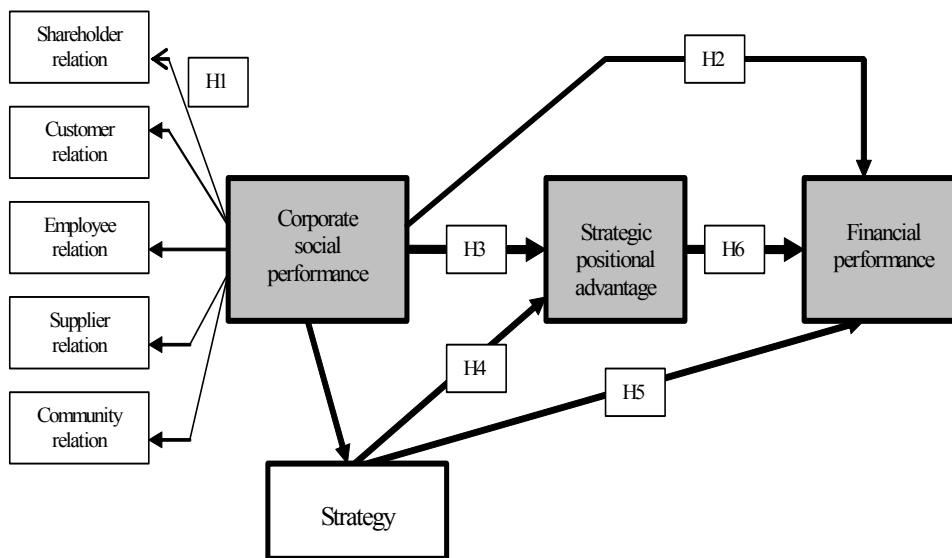 Shareholder
relation
H1
Customer
relation
Employee
relation
Supplier
relation
Community
relation
Corporate
social
performance
H2
H3
Strategic
positional
advantage
H6
Financial
performance
H4
H5
Strategy